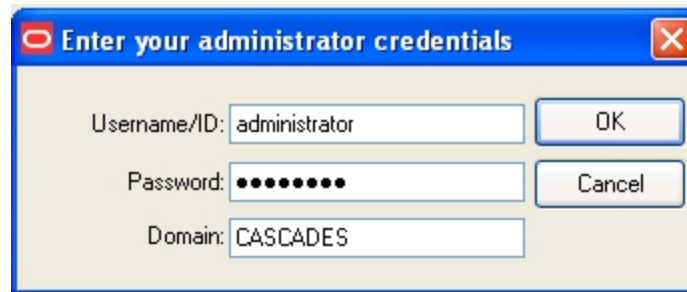 Enter your administrator credentials
Username/ID: administrator
OK
Password: ●●●●●●●●
Cancel
Domain: CASCADES